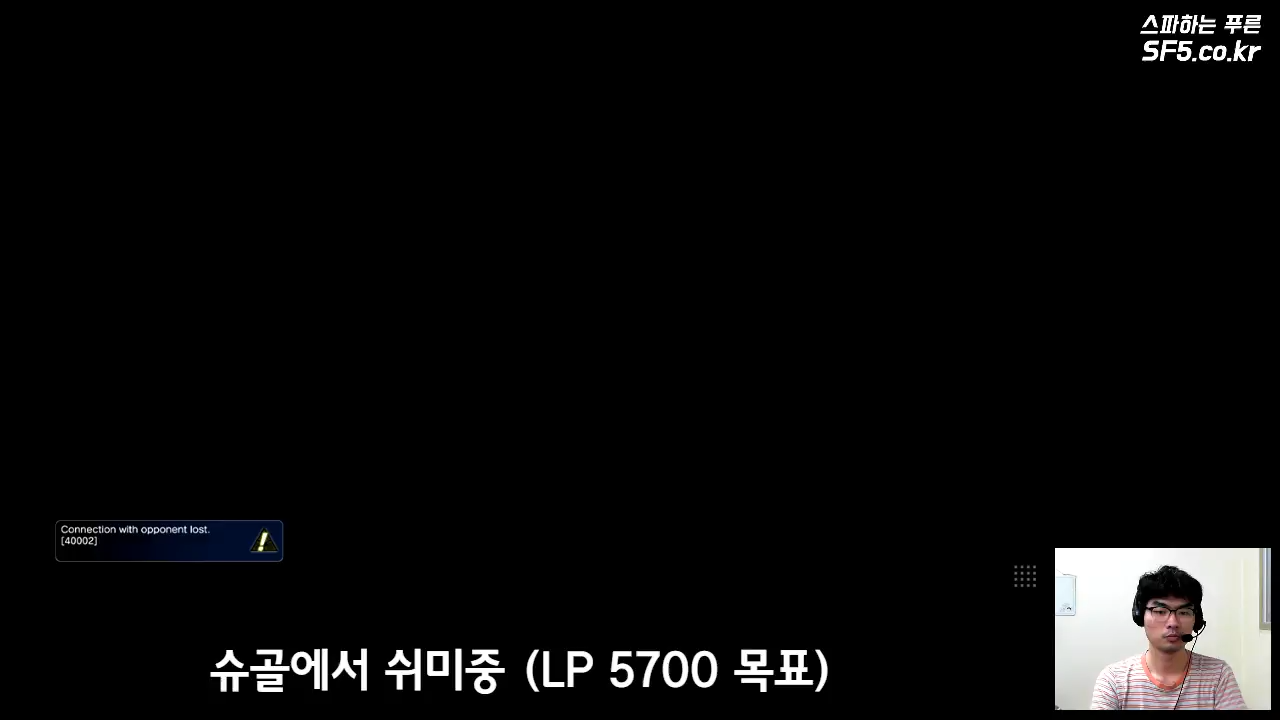 스파하는 푸른
SF5.co.kr
Connection with opponent lost.
[40002]
슈골에서 쉬미중 (LP 5700 목표)